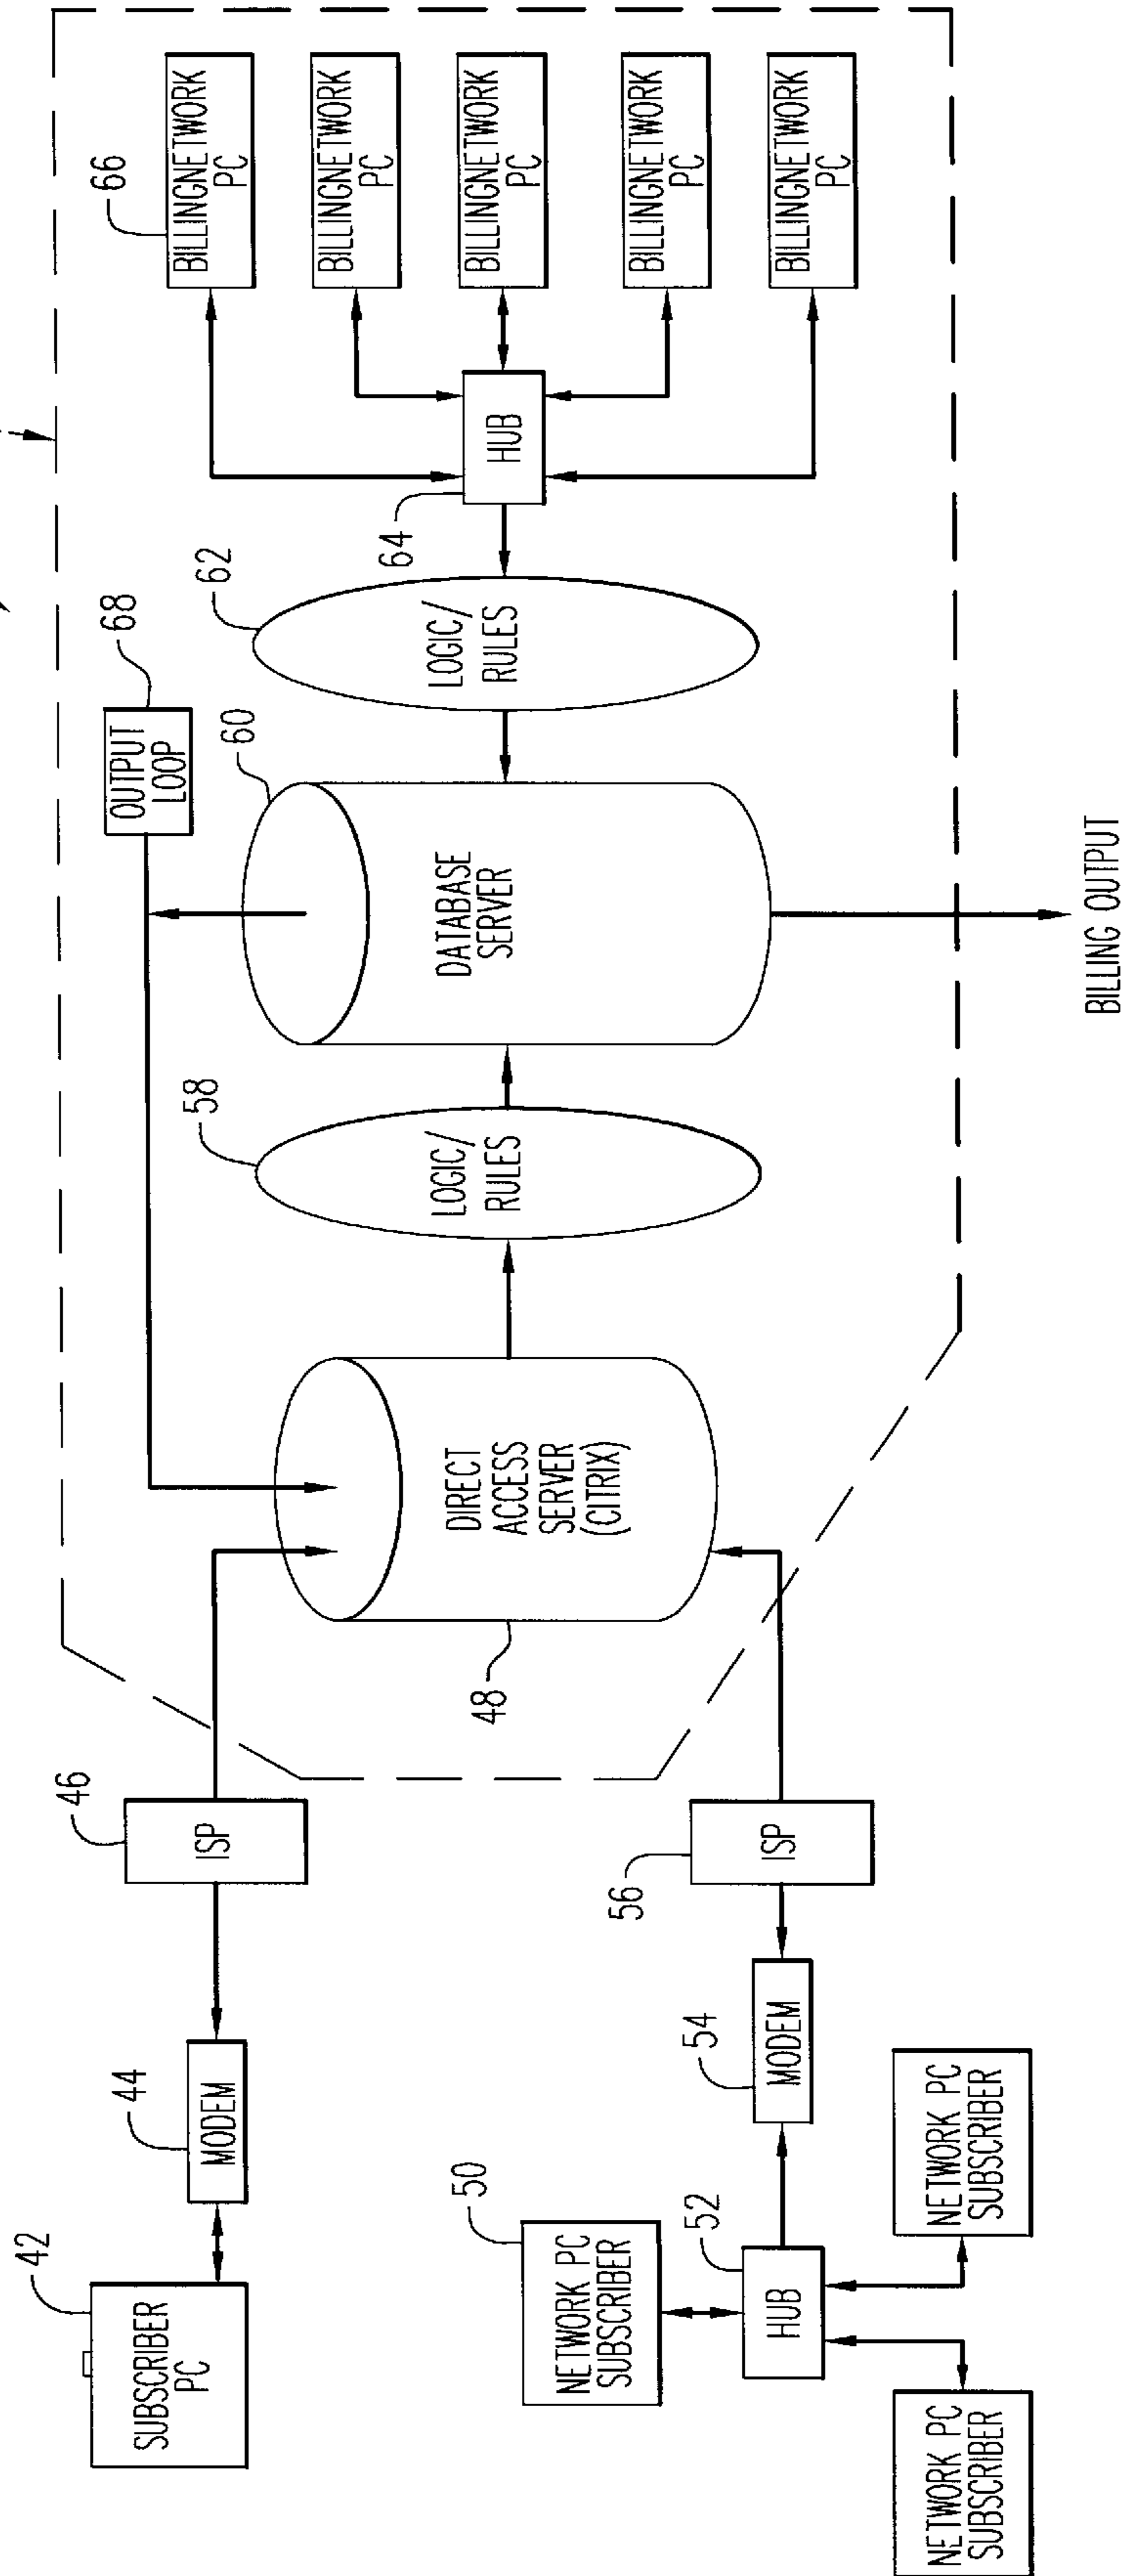 42
SUBSCRIBER
PC
44
MODEM
46
ISP
50
NETWORK PC
SUBSCRIBER
52
HUB
NETWORK PC
SUBSCRIBER
NETWORK PC
SUBSCRIBER
54
MODEM
56
ISP
48
DIRECT
ACCESS
SERVER
(CITRIX)
58
LOGIC/
RULES
60
DATABASE
SERVER
68
OUTPUT
LOOP
62
LOGIC/
RULES
64
HUB
66
BILLINGNETWORK
PC
BILLINGNETWORK
PC
BILLINGNETWORK
PC
BILLINGNETWORK
PC
BILLINGNETWORK
PC
BILLING OUTPUT